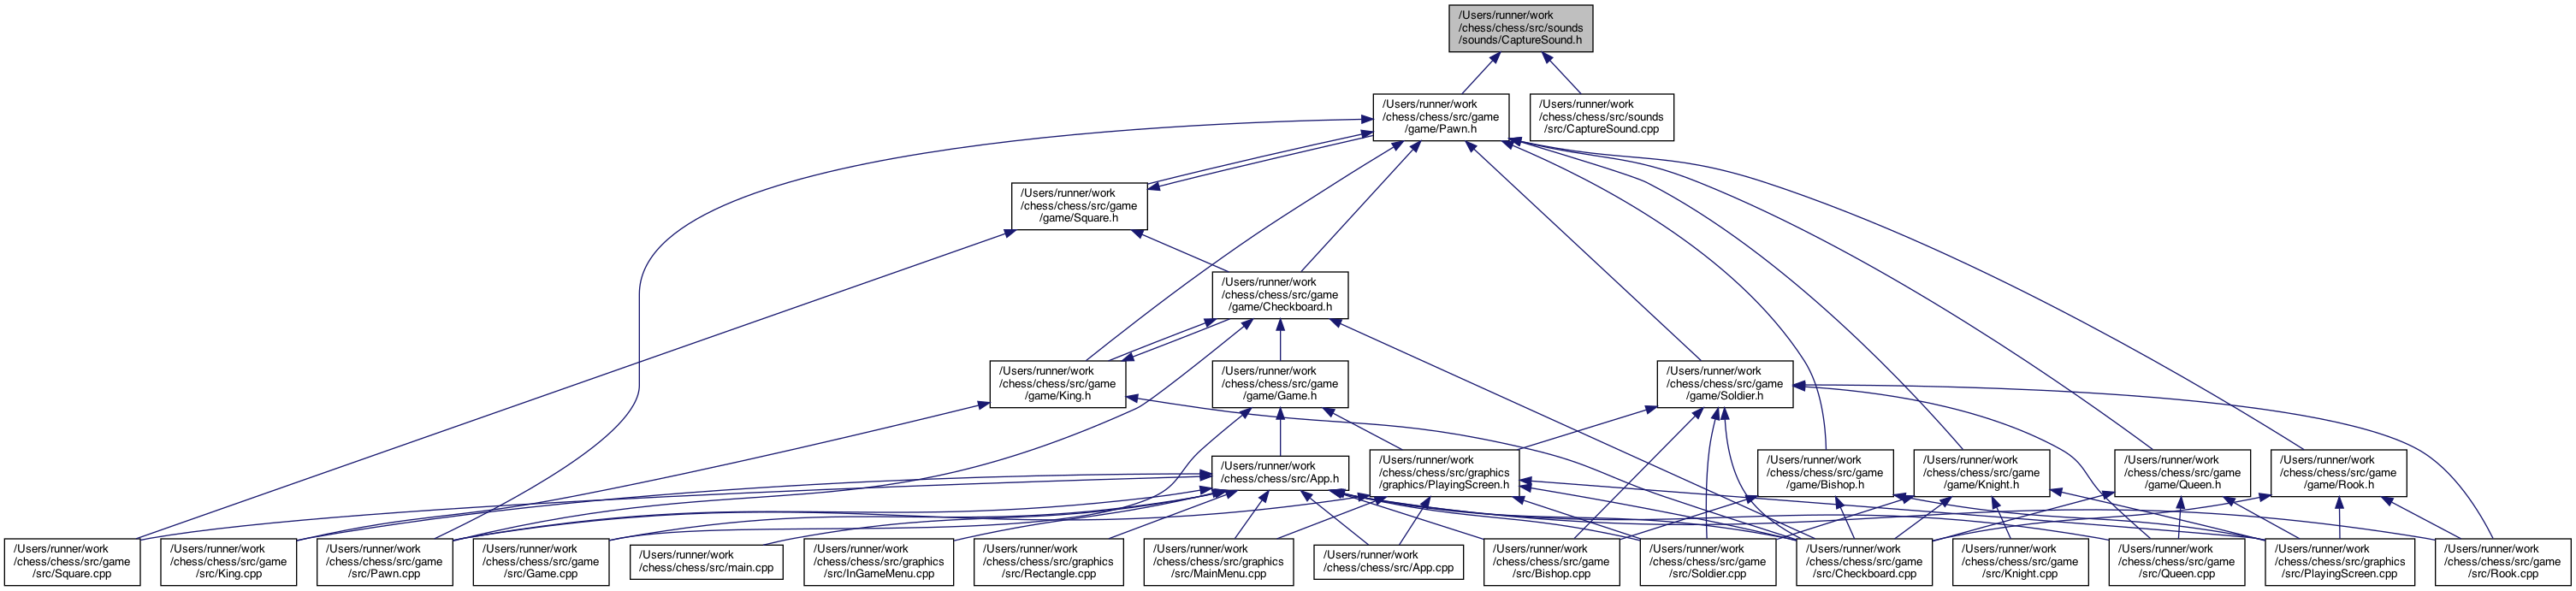 /Users/runner/work
/chess/chess/src/sounds
/sounds/CaptureSound.h
/Users/runner/work
/chess/chess/src/game
/game/Pawn.h
/Users/runner/work
/chess/chess/src/sounds
/src/CaptureSound.cpp
/Users/runner/work
/chess/chess/src/game
/game/Square.h
/Users/runner/work
/chess/chess/src/game
/game/Checkboard.h
/Users/runner/work
/chess/chess/src/game
/game/King.h
/Users/runner/work
/chess/chess/src/game
/game/Game.h
/Users/runner/work
/chess/chess/src/game
/game/Soldier.h
/Users/runner/work
/chess/chess/src/App.h
/Users/runner/work
/chess/chess/src/graphics
/graphics/PlayingScreen.h
/Users/runner/work
/chess/chess/src/game
/game/Bishop.h
/Users/runner/work
/chess/chess/src/game
/game/Knight.h
/Users/runner/work
/chess/chess/src/game
/game/Queen.h
/Users/runner/work
/chess/chess/src/game
/game/Rook.h
/Users/runner/work
/chess/chess/src/game
/src/Square.cpp
/Users/runner/work
/chess/chess/src/game
/src/King.cpp
/Users/runner/work
/chess/chess/src/game
/src/Pawn.cpp
/Users/runner/work
/chess/chess/src/game
/src/Game.cpp
/Users/runner/work
/chess/chess/src/main.cpp
/Users/runner/work
/chess/chess/src/graphics
/src/InGameMenu.cpp
/Users/runner/work
/chess/chess/src/graphics
/src/Rectangle.cpp
/Users/runner/work
/chess/chess/src/graphics
/src/MainMenu.cpp
/Users/runner/work
/chess/chess/src/App.cpp
/Users/runner/work
/chess/chess/src/game
/src/Bishop.cpp
/Users/runner/work
/chess/chess/src/game
/src/Soldier.cpp
/Users/runner/work
/chess/chess/src/game
/src/Checkboard.cpp
/Users/runner/work
/chess/chess/src/game
/src/Knight.cpp
/Users/runner/work
/chess/chess/src/game
/src/Queen.cpp
/Users/runner/work
/chess/chess/src/graphics
/src/PlayingScreen.cpp
/Users/runner/work
/chess/chess/src/game
/src/Rook.cpp